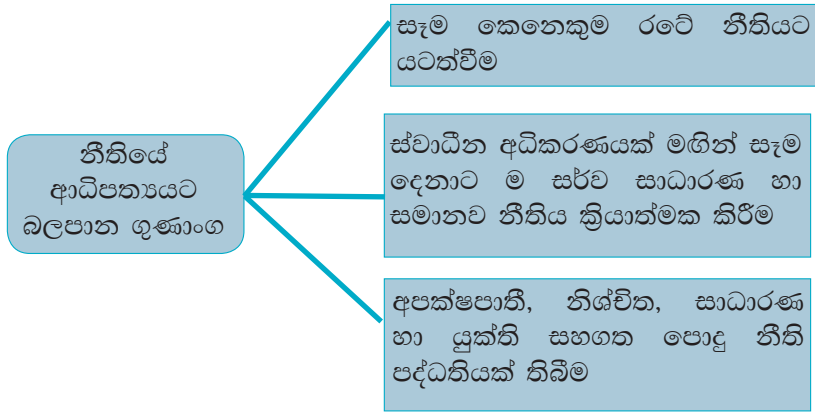 සෑම කෙනෙකුම රටේ නීතියට
යටත්වීම
නීතියේ
ආධිපත්‍යයට
බලපාන ගුණාංග
ස්වාධීන අධිකරණයක් මඟින් සෑම
දෙනාට ම සර්ව සාධාරණ හා
සමානව නීතිය ක්‍රියාත්මක කිරීම
අපක්ෂපාතී, නිශ්චිත, සාධාරණ
හා යුක්ති සහගත පොදු නීති
පද්ධතියක් තිබීම